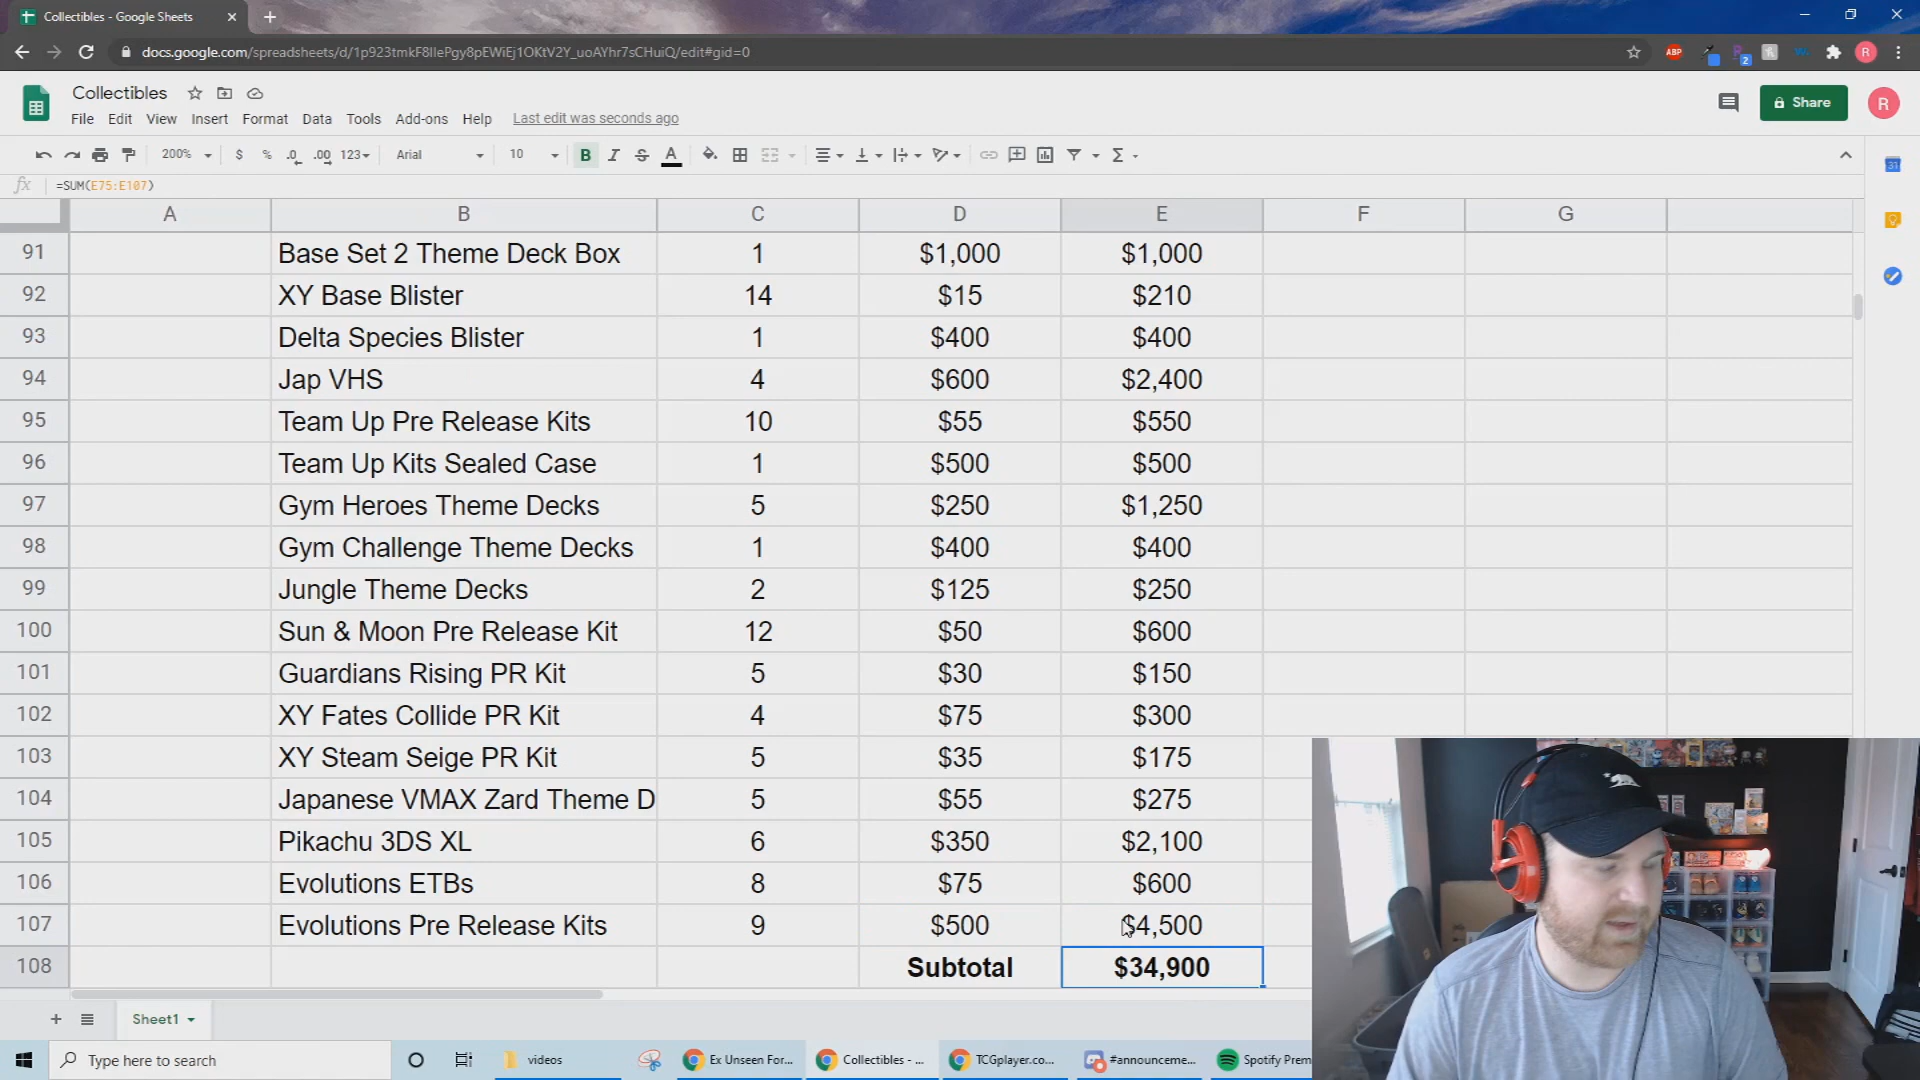 Collectibles - Google Sheets
docs.google.com/spreadsheets/d/1p923tmkF8IlePgy8pEWiEj1OKtV2Y_uoAYhr7sCHuiQ/edit#gid=0
ABP
2
R
Collectibles
Share
R
File Edit View Insert Format Data Tools Add-ons Help Last edit was seconds ago
200% $ % .0 .00 123 Arial 10 B I S A Σ
31
fx =SUM(E75:E107)
A B C D E F G
91 Base Set 2 Theme Deck Box 1 $1,000 $1,000
92 XY Base Blister 14 $15 $210
93 Delta Species Blister 1 $400 $400
94 Jap VHS 4 $600 $2,400
95 Team Up Pre Release Kits 10 $55 $550
96 Team Up Kits Sealed Case 1 $500 $500
97 Gym Heroes Theme Decks 5 $250 $1,250
98 Gym Challenge Theme Decks 1 $400 $400
99 Jungle Theme Decks 2 $125 $250
100 Sun & Moon Pre Release Kit 12 $50 $600
101 Guardians Rising PR Kit 5 $30 $150
102 XY Fates Collide PR Kit 4 $75 $300
103 XY Steam Seige PR Kit 5 $35 $175
104 Japanese VMAX Zard Theme D 5 $55 $275
105 Pikachu 3DS XL 6 $350 $2,100
106 Evolutions ETBs 8 $75 $600
107 Evolutions Pre Release Kits 9 $500 $4,500
108 Subtotal $34,900
Sheet1
Type here to search
videos
Ex Unseen For...
Collectibles - ...
TCGplayer.co...
#announceme...
Spotify Prem